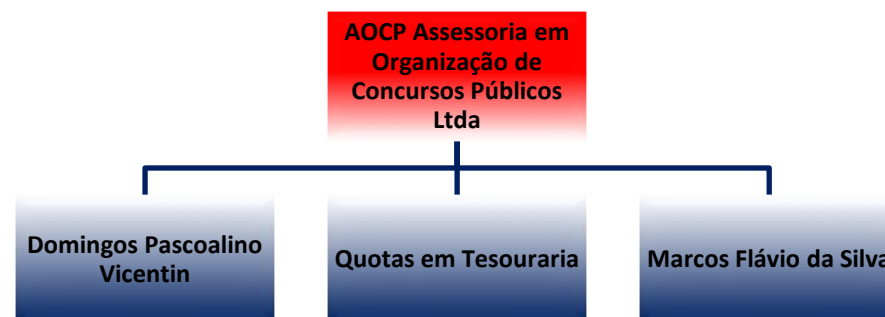 AOCP Assessoria em
Organização de
Concursos Públicos
Ltda
Domingos Pascoalino
Vicentin
Quotas em Tesouraria
Marcos Flávio da Silva